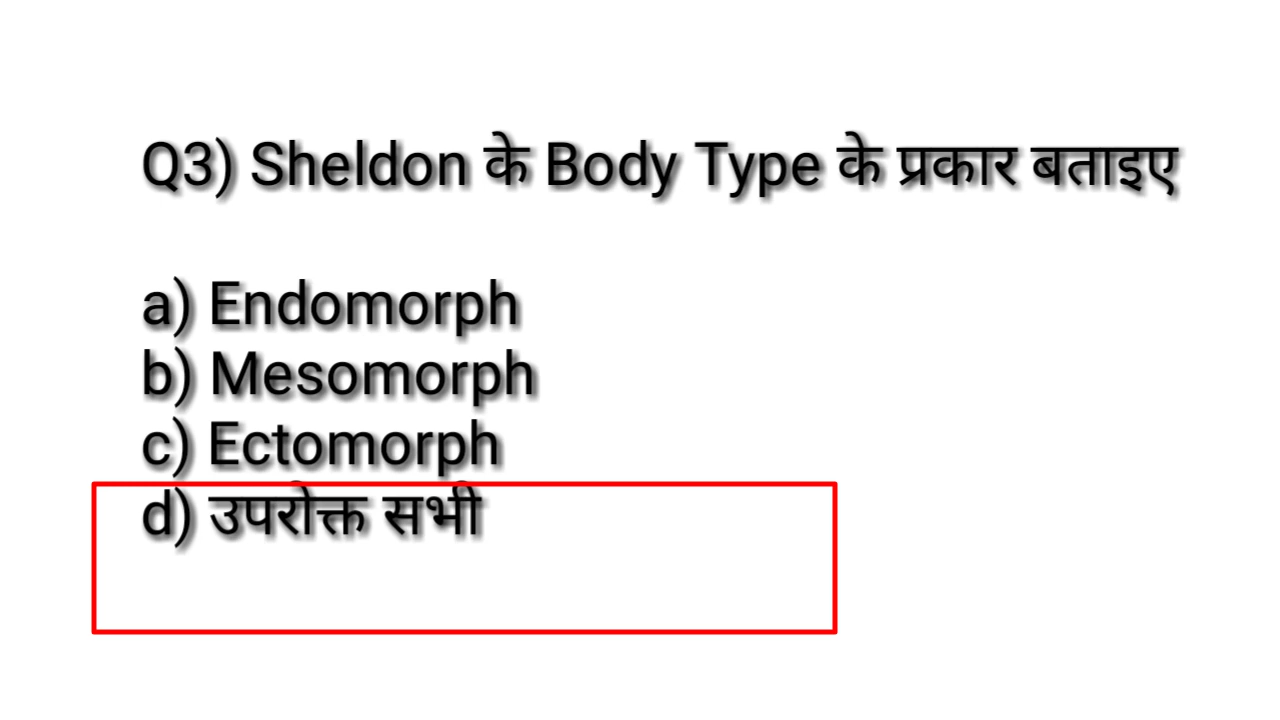 Q3) Sheldon के Body Type के प्रकार बताइए
a) Endomorph
b) Mesomorph
c) Ectomorph
d) उपरोक्त सभी